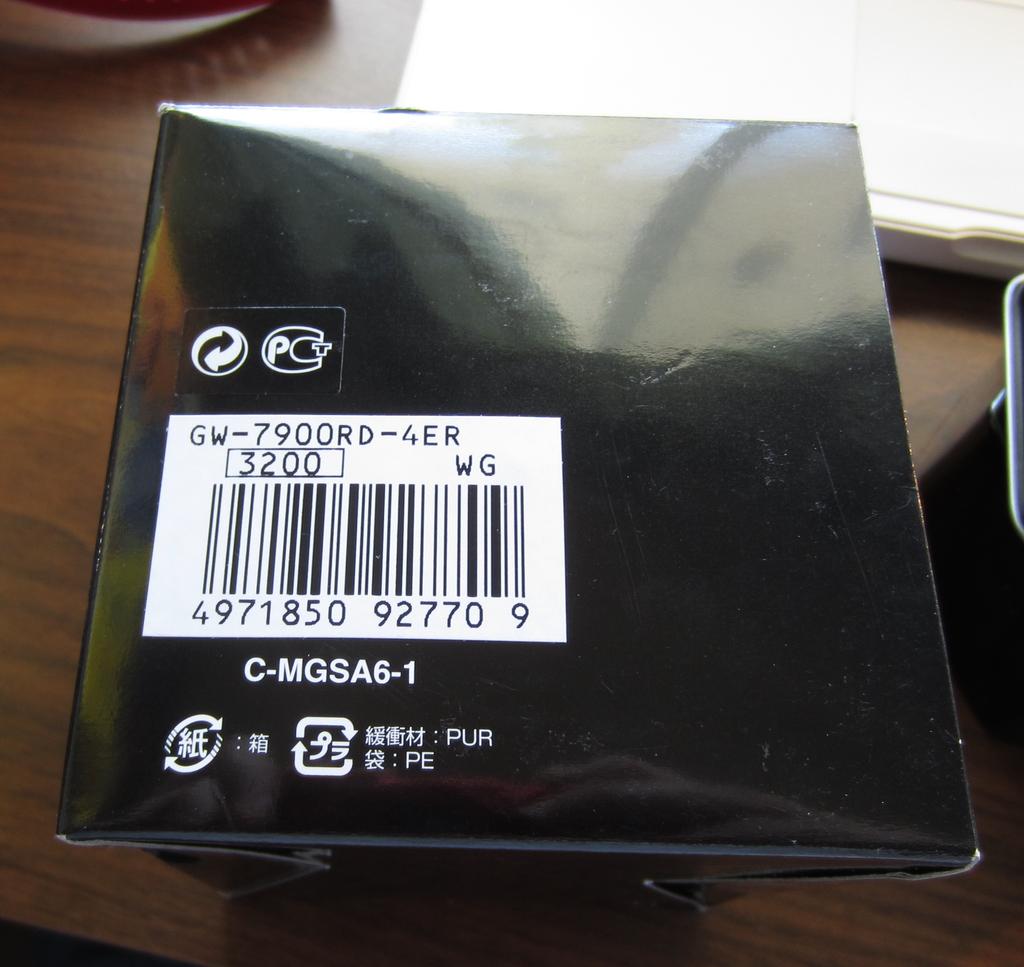 PCT
GW-7900RD-4ER
3200 WG
4971850 92770 9
C-MGSA6-1
紙 : 箱
プラ 緩衝材 : PUR
袋 : PE